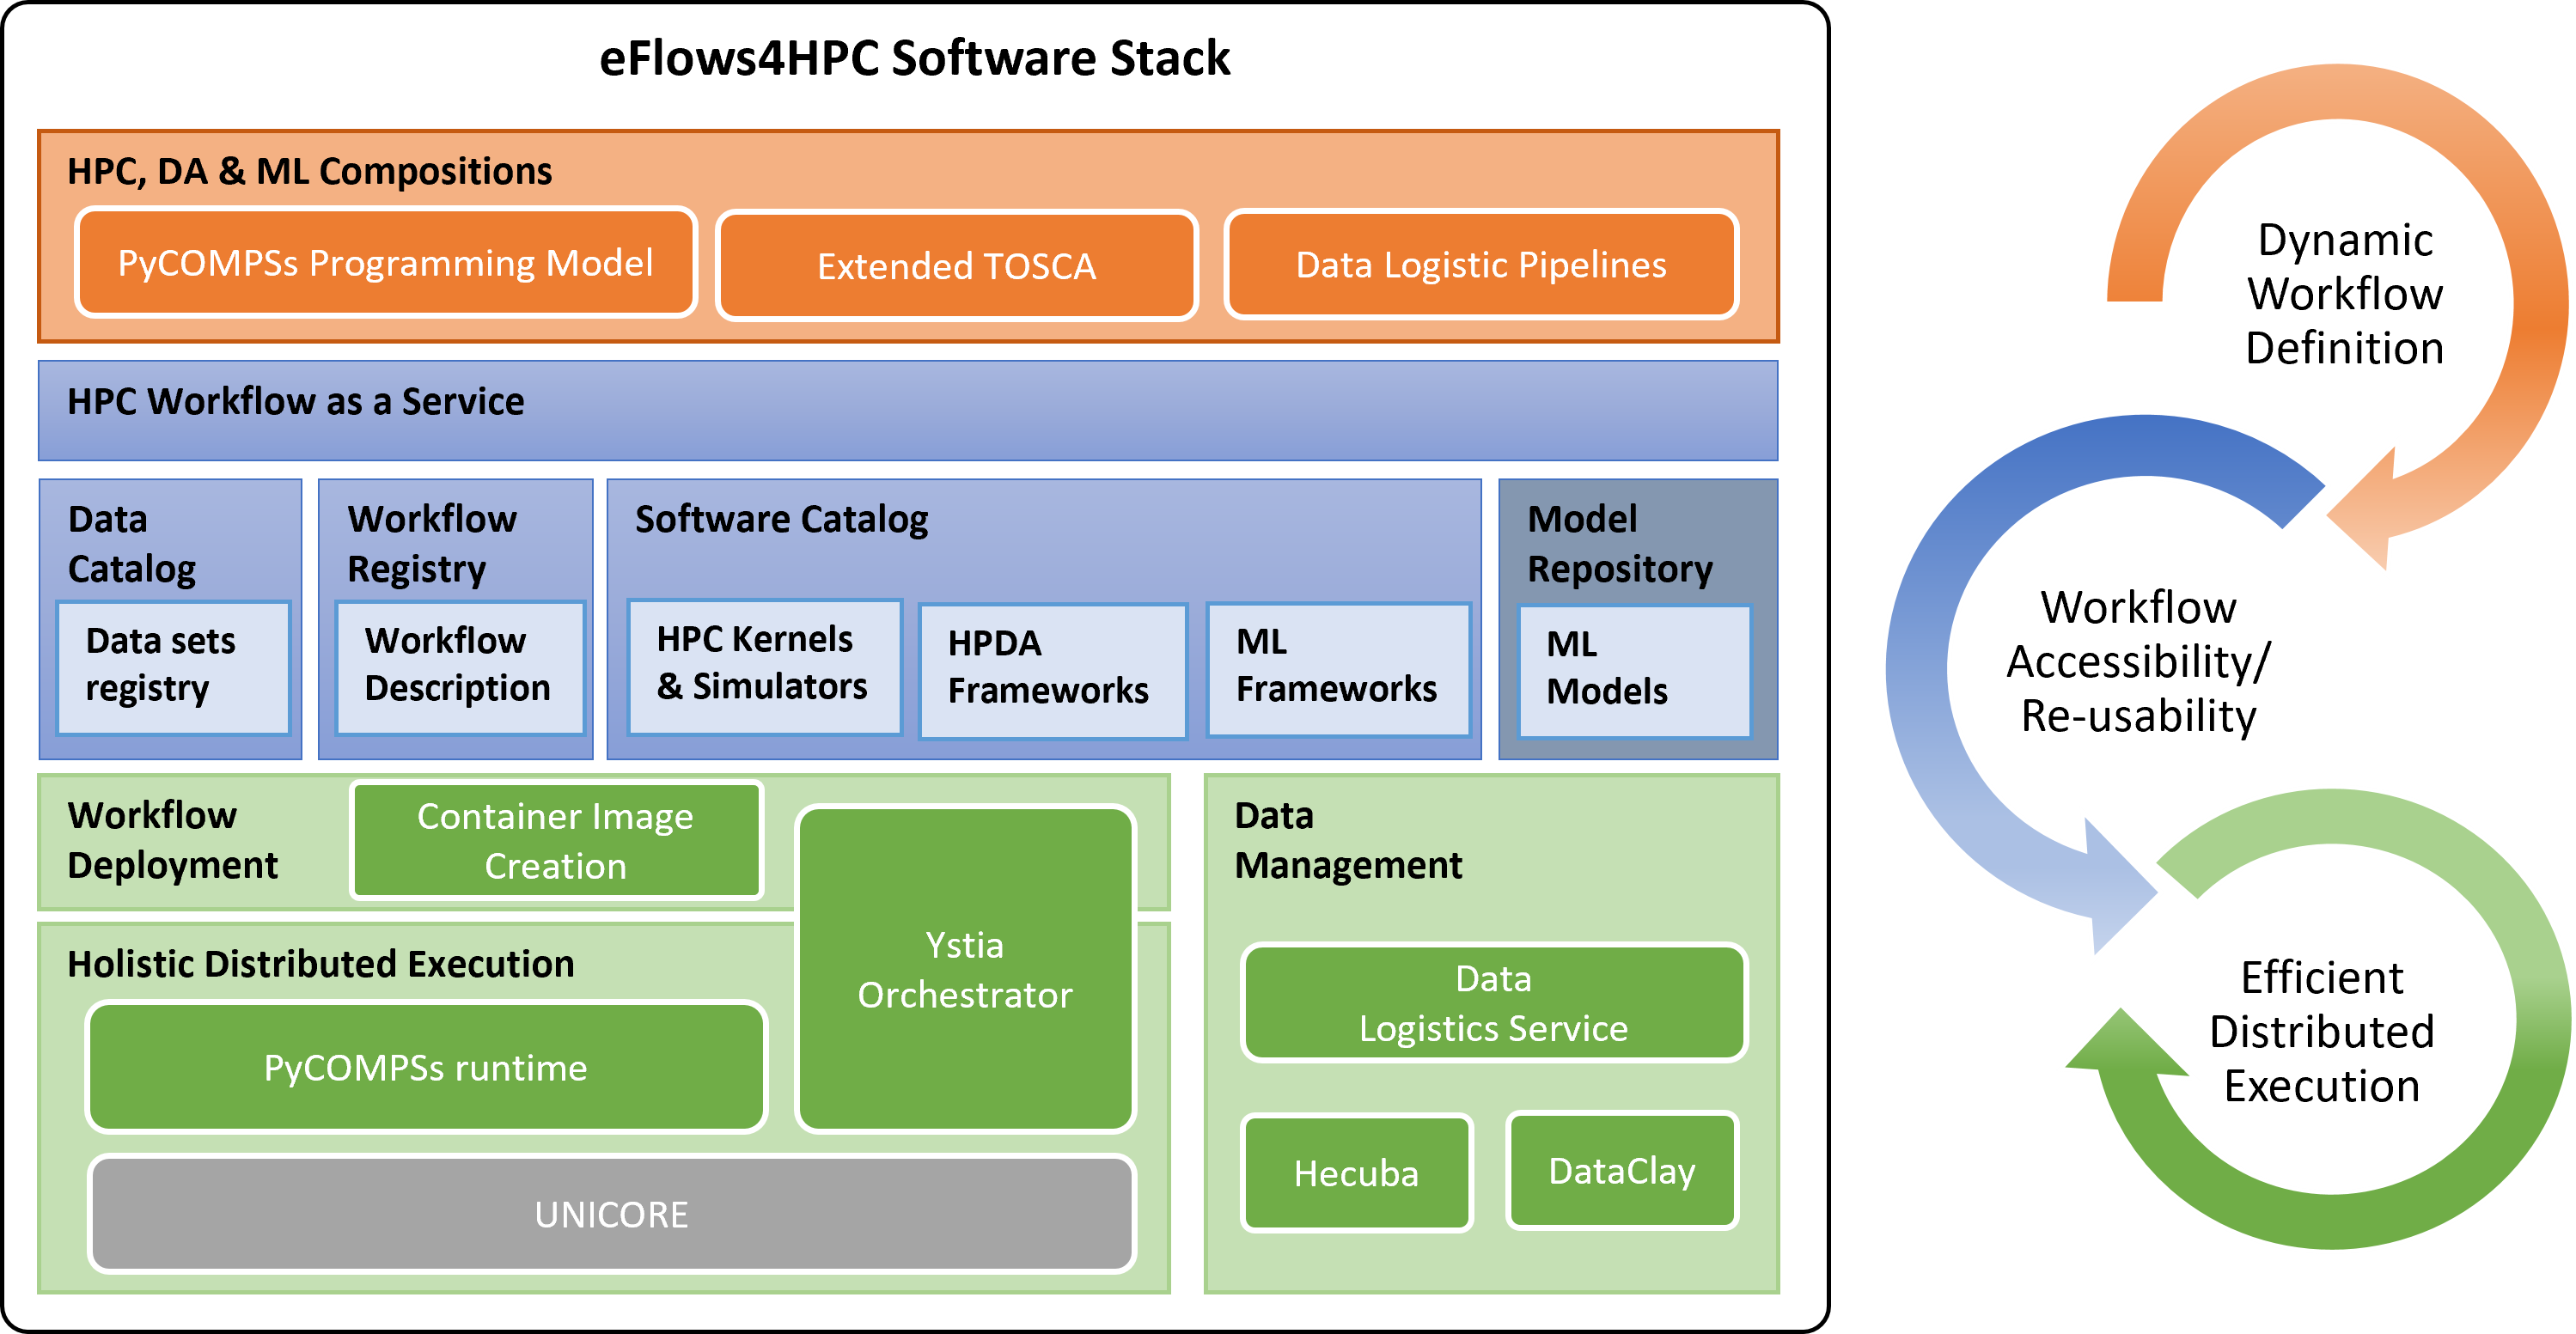 eFlows4HPC Software Stack
HPC, DA & ML Compositions
PyCOMPSs Programming Model
Extended TOSCA
Data Logistic Pipelines
HPC Workflow as a Service
Data
Catalog
Data sets
registry
Workflow
Registry
Workflow
Description
Software Catalog
HPC Kernels
& Simulators
HPDA
Frameworks
ML
Frameworks
Model
Repository
ML
Models
Workflow
Deployment
Container Image
Creation
Ystia
Orchestrator
Holistic Distributed Execution
PyCOMPSs runtime
UNICORE
Data
Management
Data
Logistics Service
Hecuba
DataClay
Dynamic
Workflow
Definition
Workflow
Accessibility/
Re-usability
Efficient
Distributed
Execution